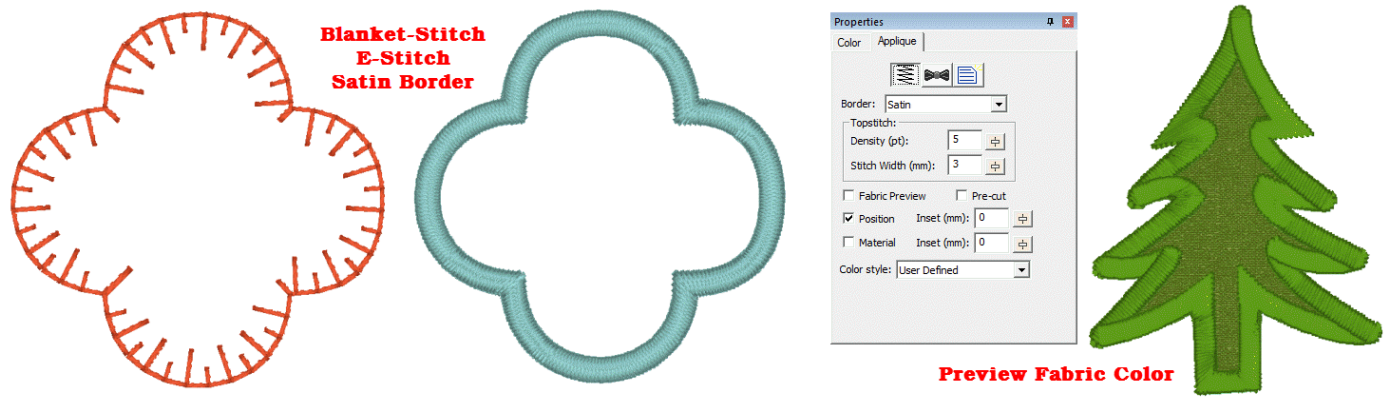 Blanket-Stitch
E-Stitch
Satin Border
Properties
Color Applique
Border: Satin
Topstitch:
Density (pt): 5
Stitch Width (mm): 3
Fabric Preview Pre-cut
Position Inset (mm): 0
Material Inset (mm): 0
Color style: User Defined
Preview Fabric Color